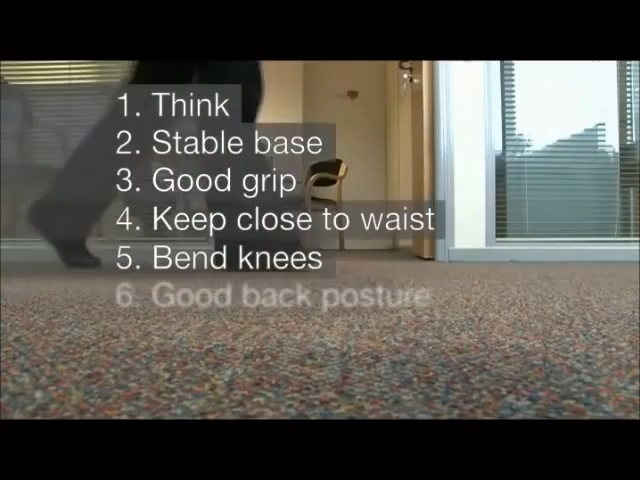 1. Think
2. Stable base
3. Good grip
4. Keep close to waist
5. Bend knees
6. Good back posture